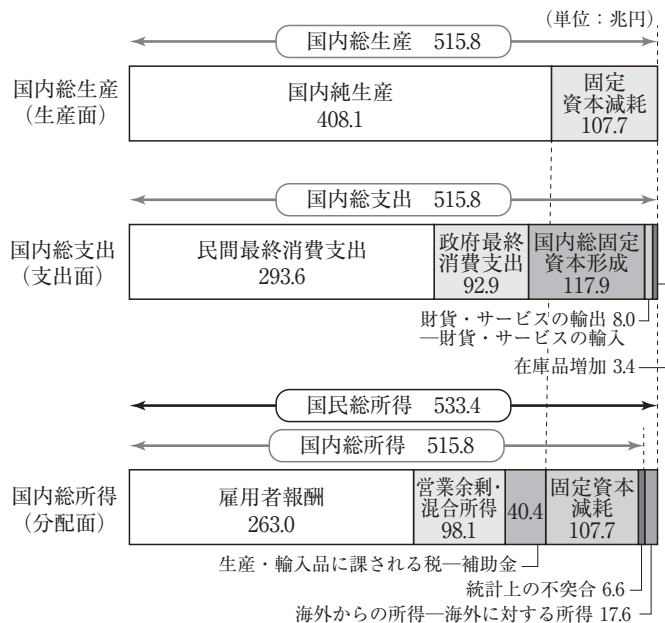 (単位：兆円)
国内総生産 515.8
国内総生産
(生産面)
国内純生産
408.1
固定
資本減耗
107.7
国内総支出 515.8
国内総支出
(支出面)
民間最終消費支出
293.6
政府最終
消費支出
92.9
国内総固定
資本形成
117.9
財貨・サービスの輸出 8.0
―財貨・サービスの輸入
在庫品増加 3.4
国民総所得 533.4
国内総所得 515.8
国内総所得
(分配面)
雇用者報酬
263.0
営業余剰・
混合所得
98.1
40.4
固定資本
減耗
107.7
生産・輸入品に課される税―補助金
統計上の不突合 6.6
海外からの所得―海外に対する所得 17.6